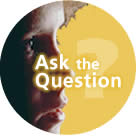 Ask the
Question
?